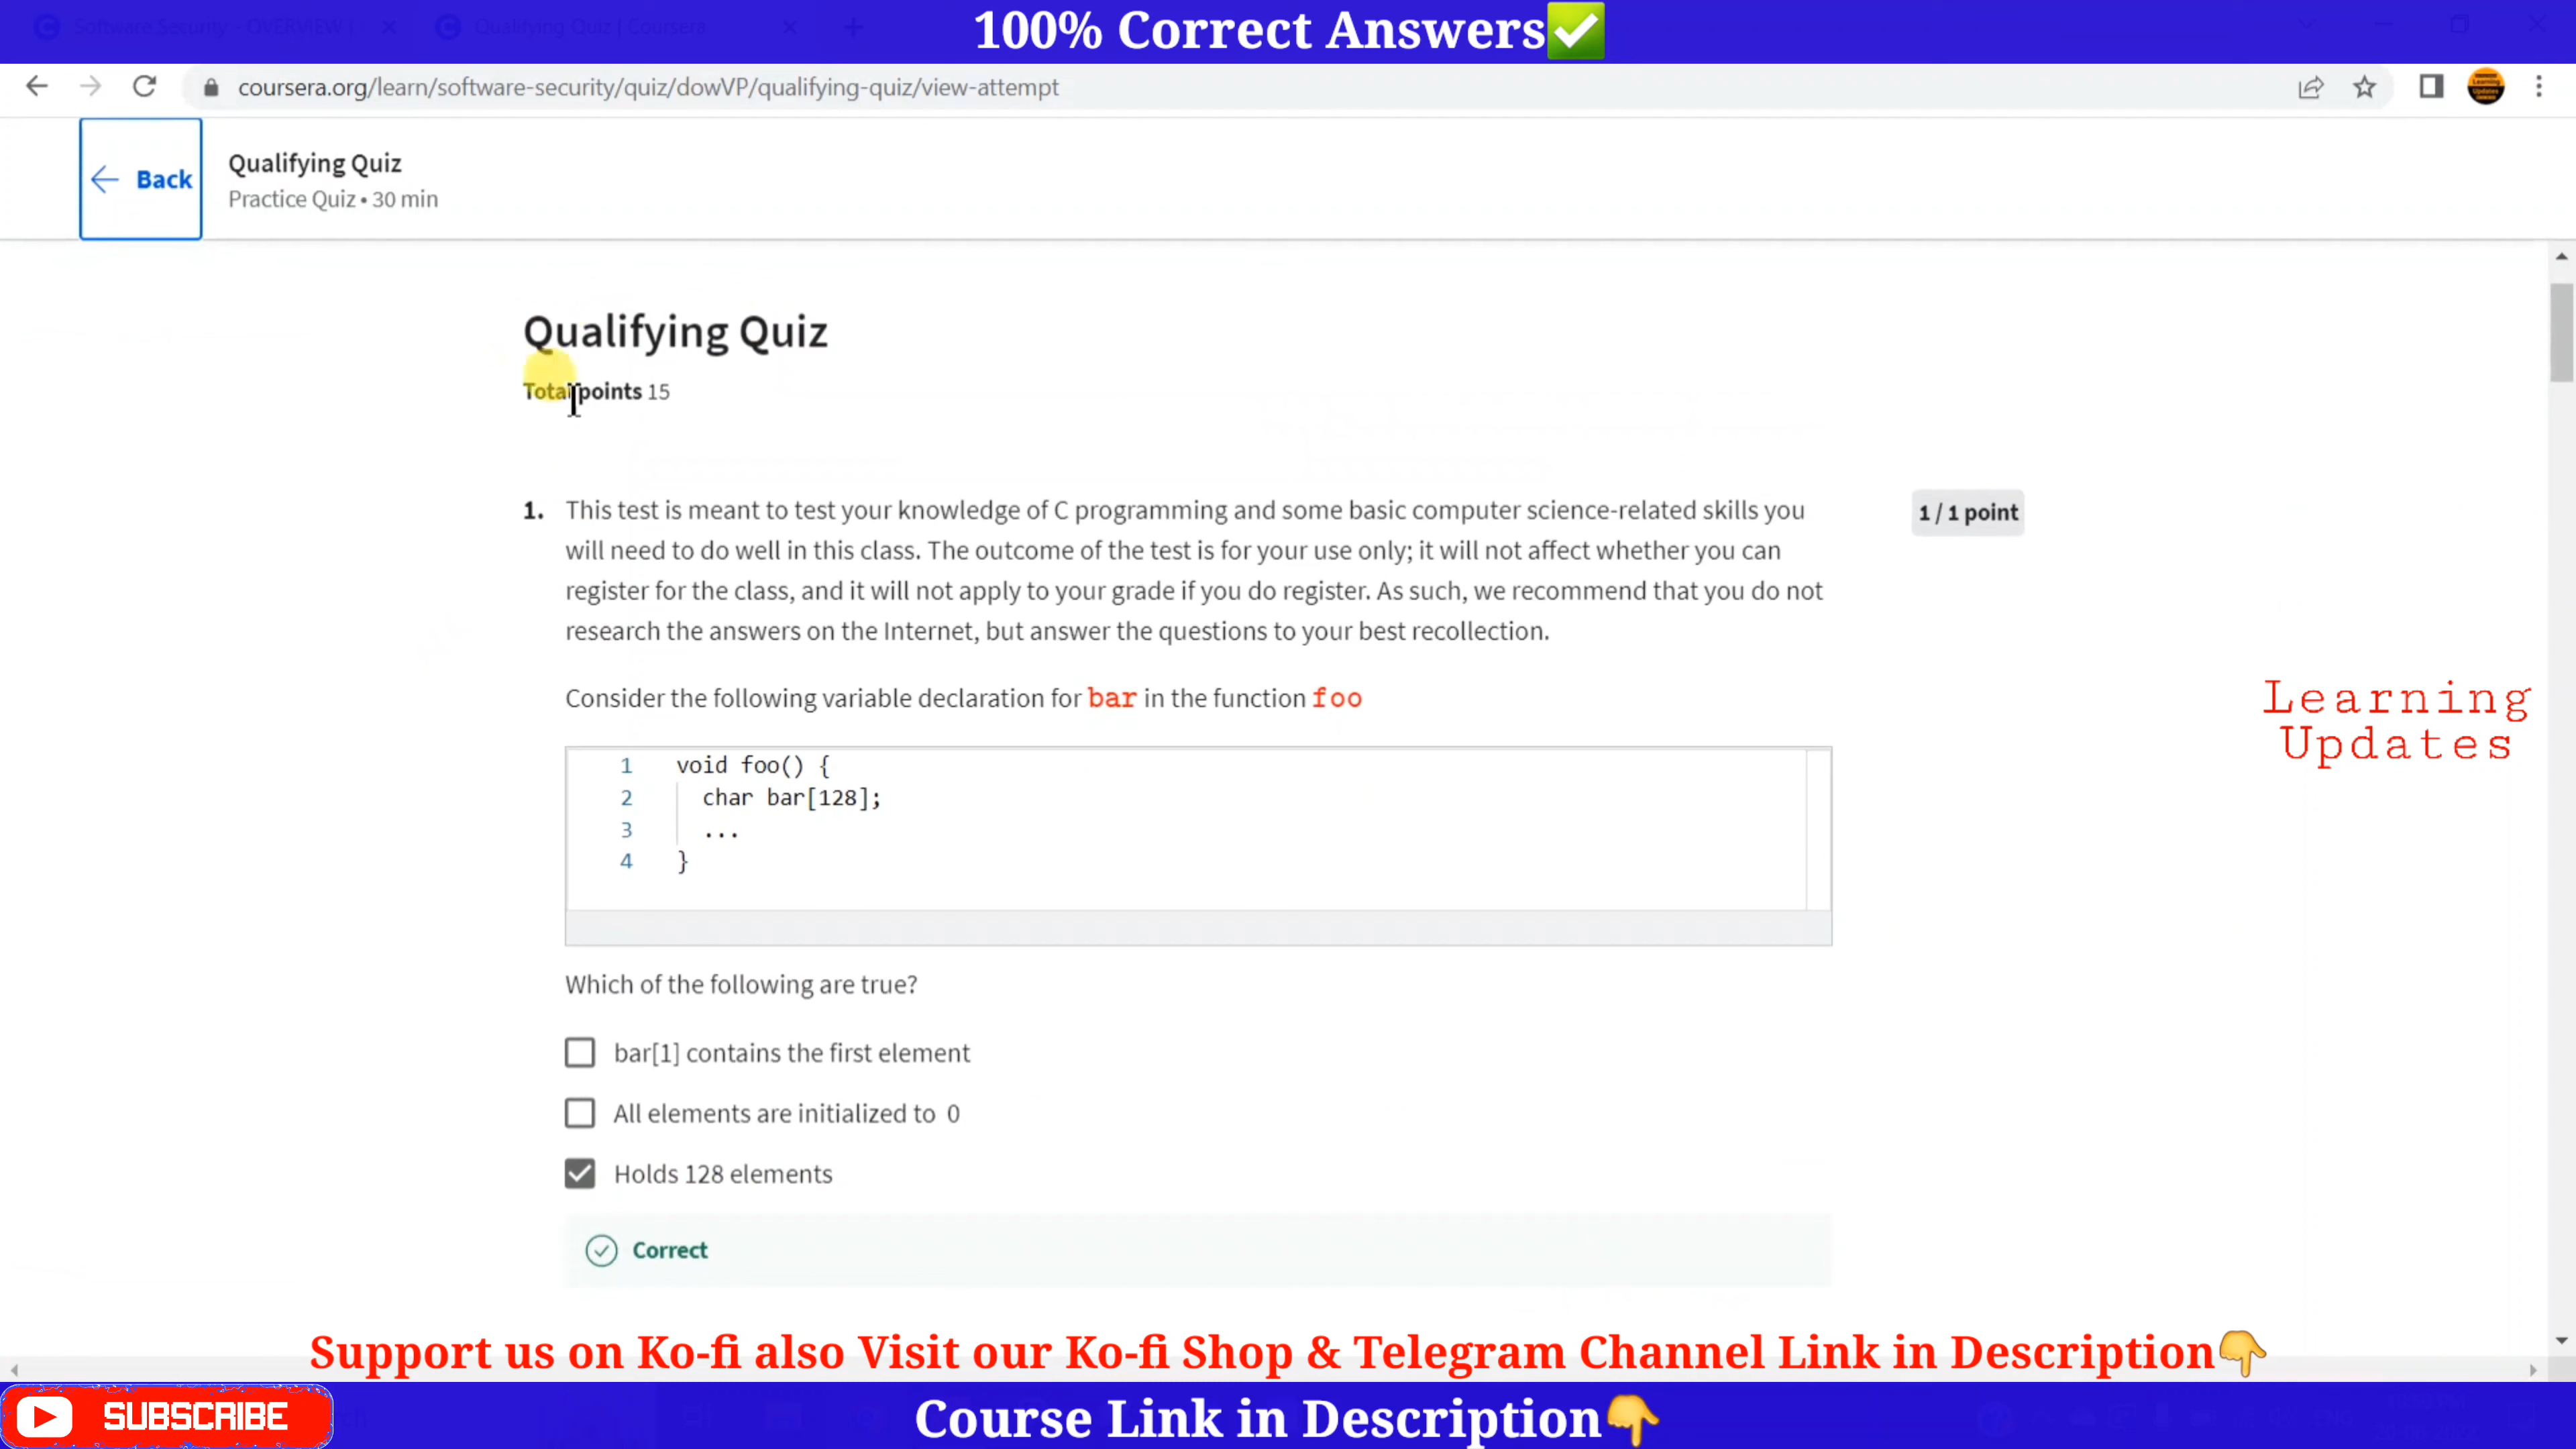 Software Security - OVERVIEW |
Qualifying Quiz | Coursera
100% Correct Answers✅
coursera.org/learn/software-security/quiz/dowVP/qualifying-quiz/view-attempt
Back
Qualifying Quiz
Practice Quiz • 30 min
Qualifying Quiz
Total points 15
1. This test is meant to test your knowledge of C programming and some basic computer science-related skills you
will need to do well in this class. The outcome of the test is for your use only; it will not affect whether you can
register for the class, and it will not apply to your grade if you do register. As such, we recommend that you do not
research the answers on the Internet, but answer the questions to your best recollection.
1 / 1 point
Consider the following variable declaration for bar in the function foo
1 void foo() {
2 char bar[128];
3 ...
4 }
Learning
Updates
Which of the following are true?
bar[1] contains the first element
All elements are initialized to 0
Holds 128 elements
Correct
Support us on Ko-fi also Visit our Ko-fi Shop & Telegram Channel Link in Description👇
SUBSCRIBE
Course Link in Description👇